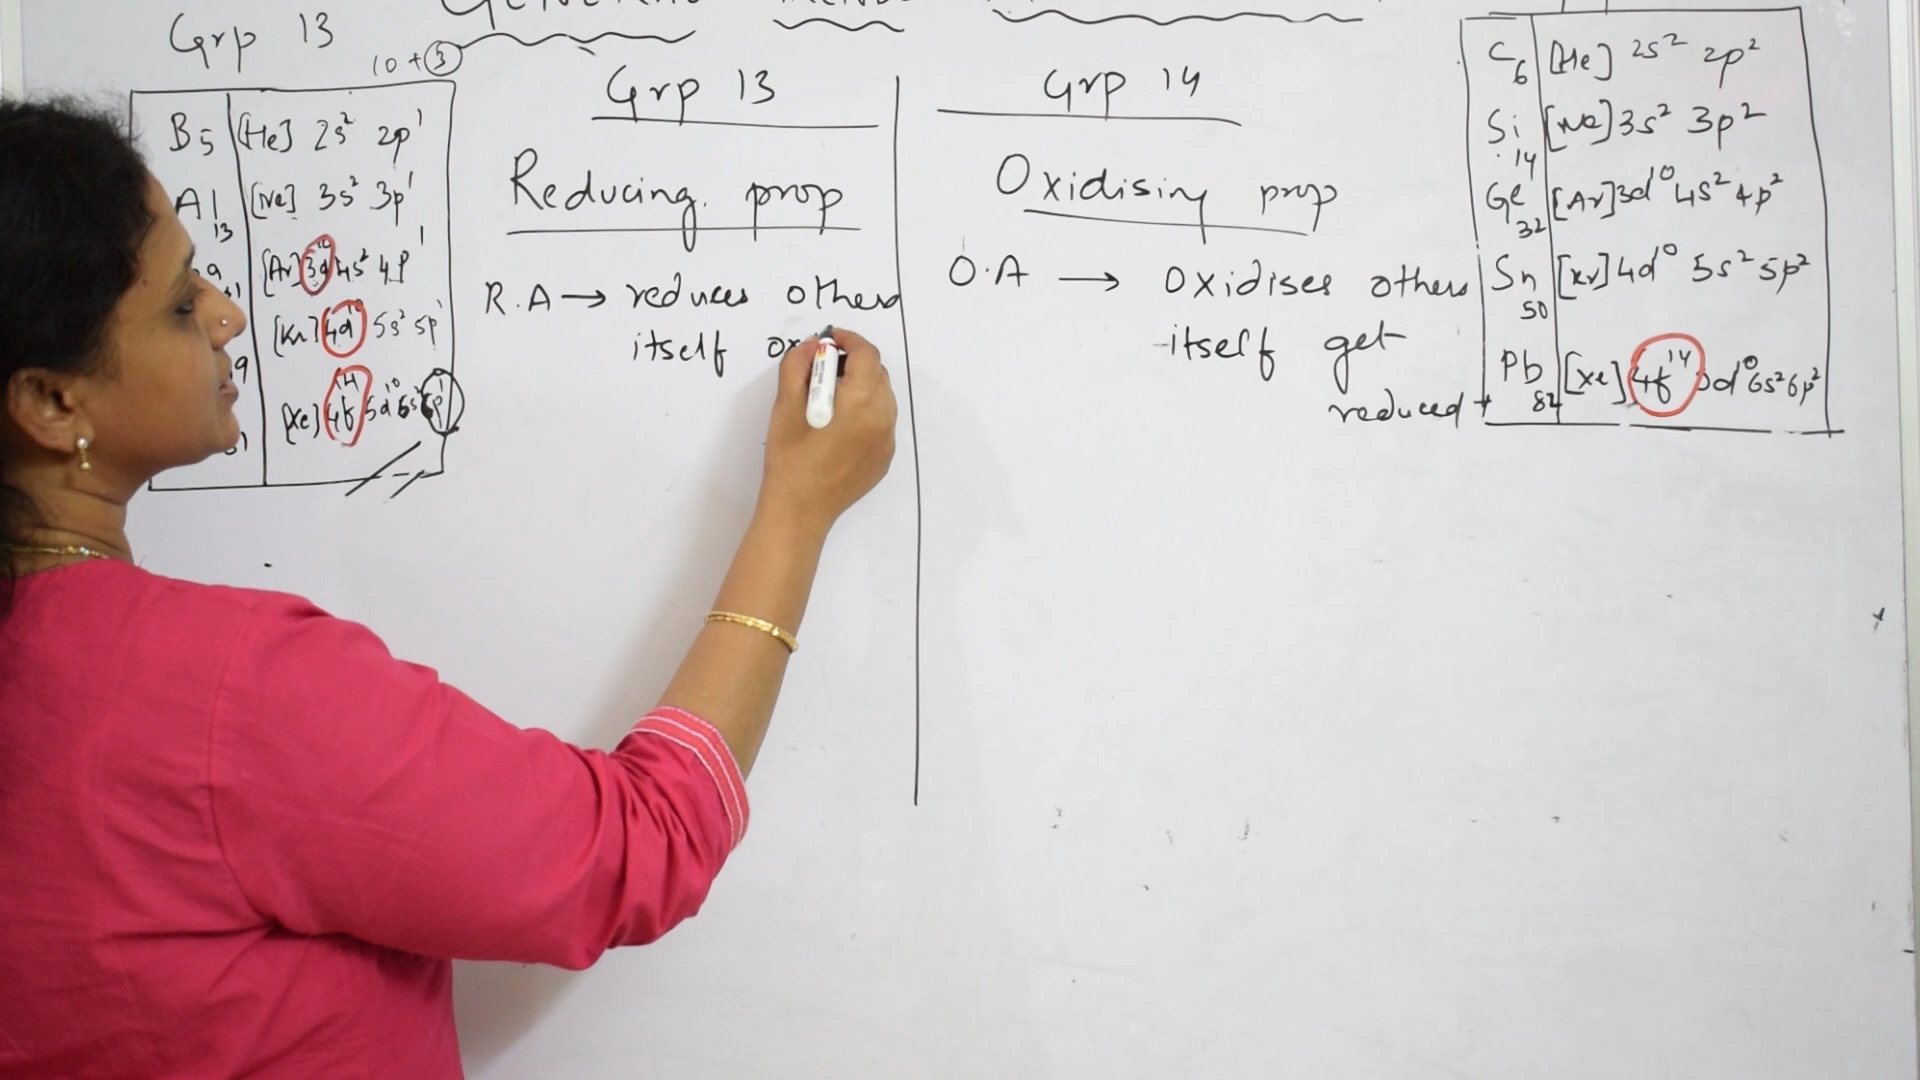 GENERAL
Grp 13
10+3
B5 [He] 2s² 2p¹
Al 13 [Ne] 3s² 3p¹
[Ar] 3d¹⁰ 4s² 4p¹
[Kr] 4d¹⁰ 5s² 5p¹
[Xe] 4f¹⁴ 5d¹⁰ 6s² 6p¹
Grp 13
Reducing prop
R.A → reduces others
itself
Grp 14
Oxidising prop
O.A → Oxidises others
itself get
reduced
C 6 [He] 2s² 2p²
Si 14 [Ne] 3s² 3p²
Ge 32 [Ar] 3d¹⁰ 4s² 4p²
Sn 50 [Kr] 4d¹⁰ 5s² 5p²
Pb 82 [Xe] 4f¹⁴ 5d¹⁰ 6s² 6p²